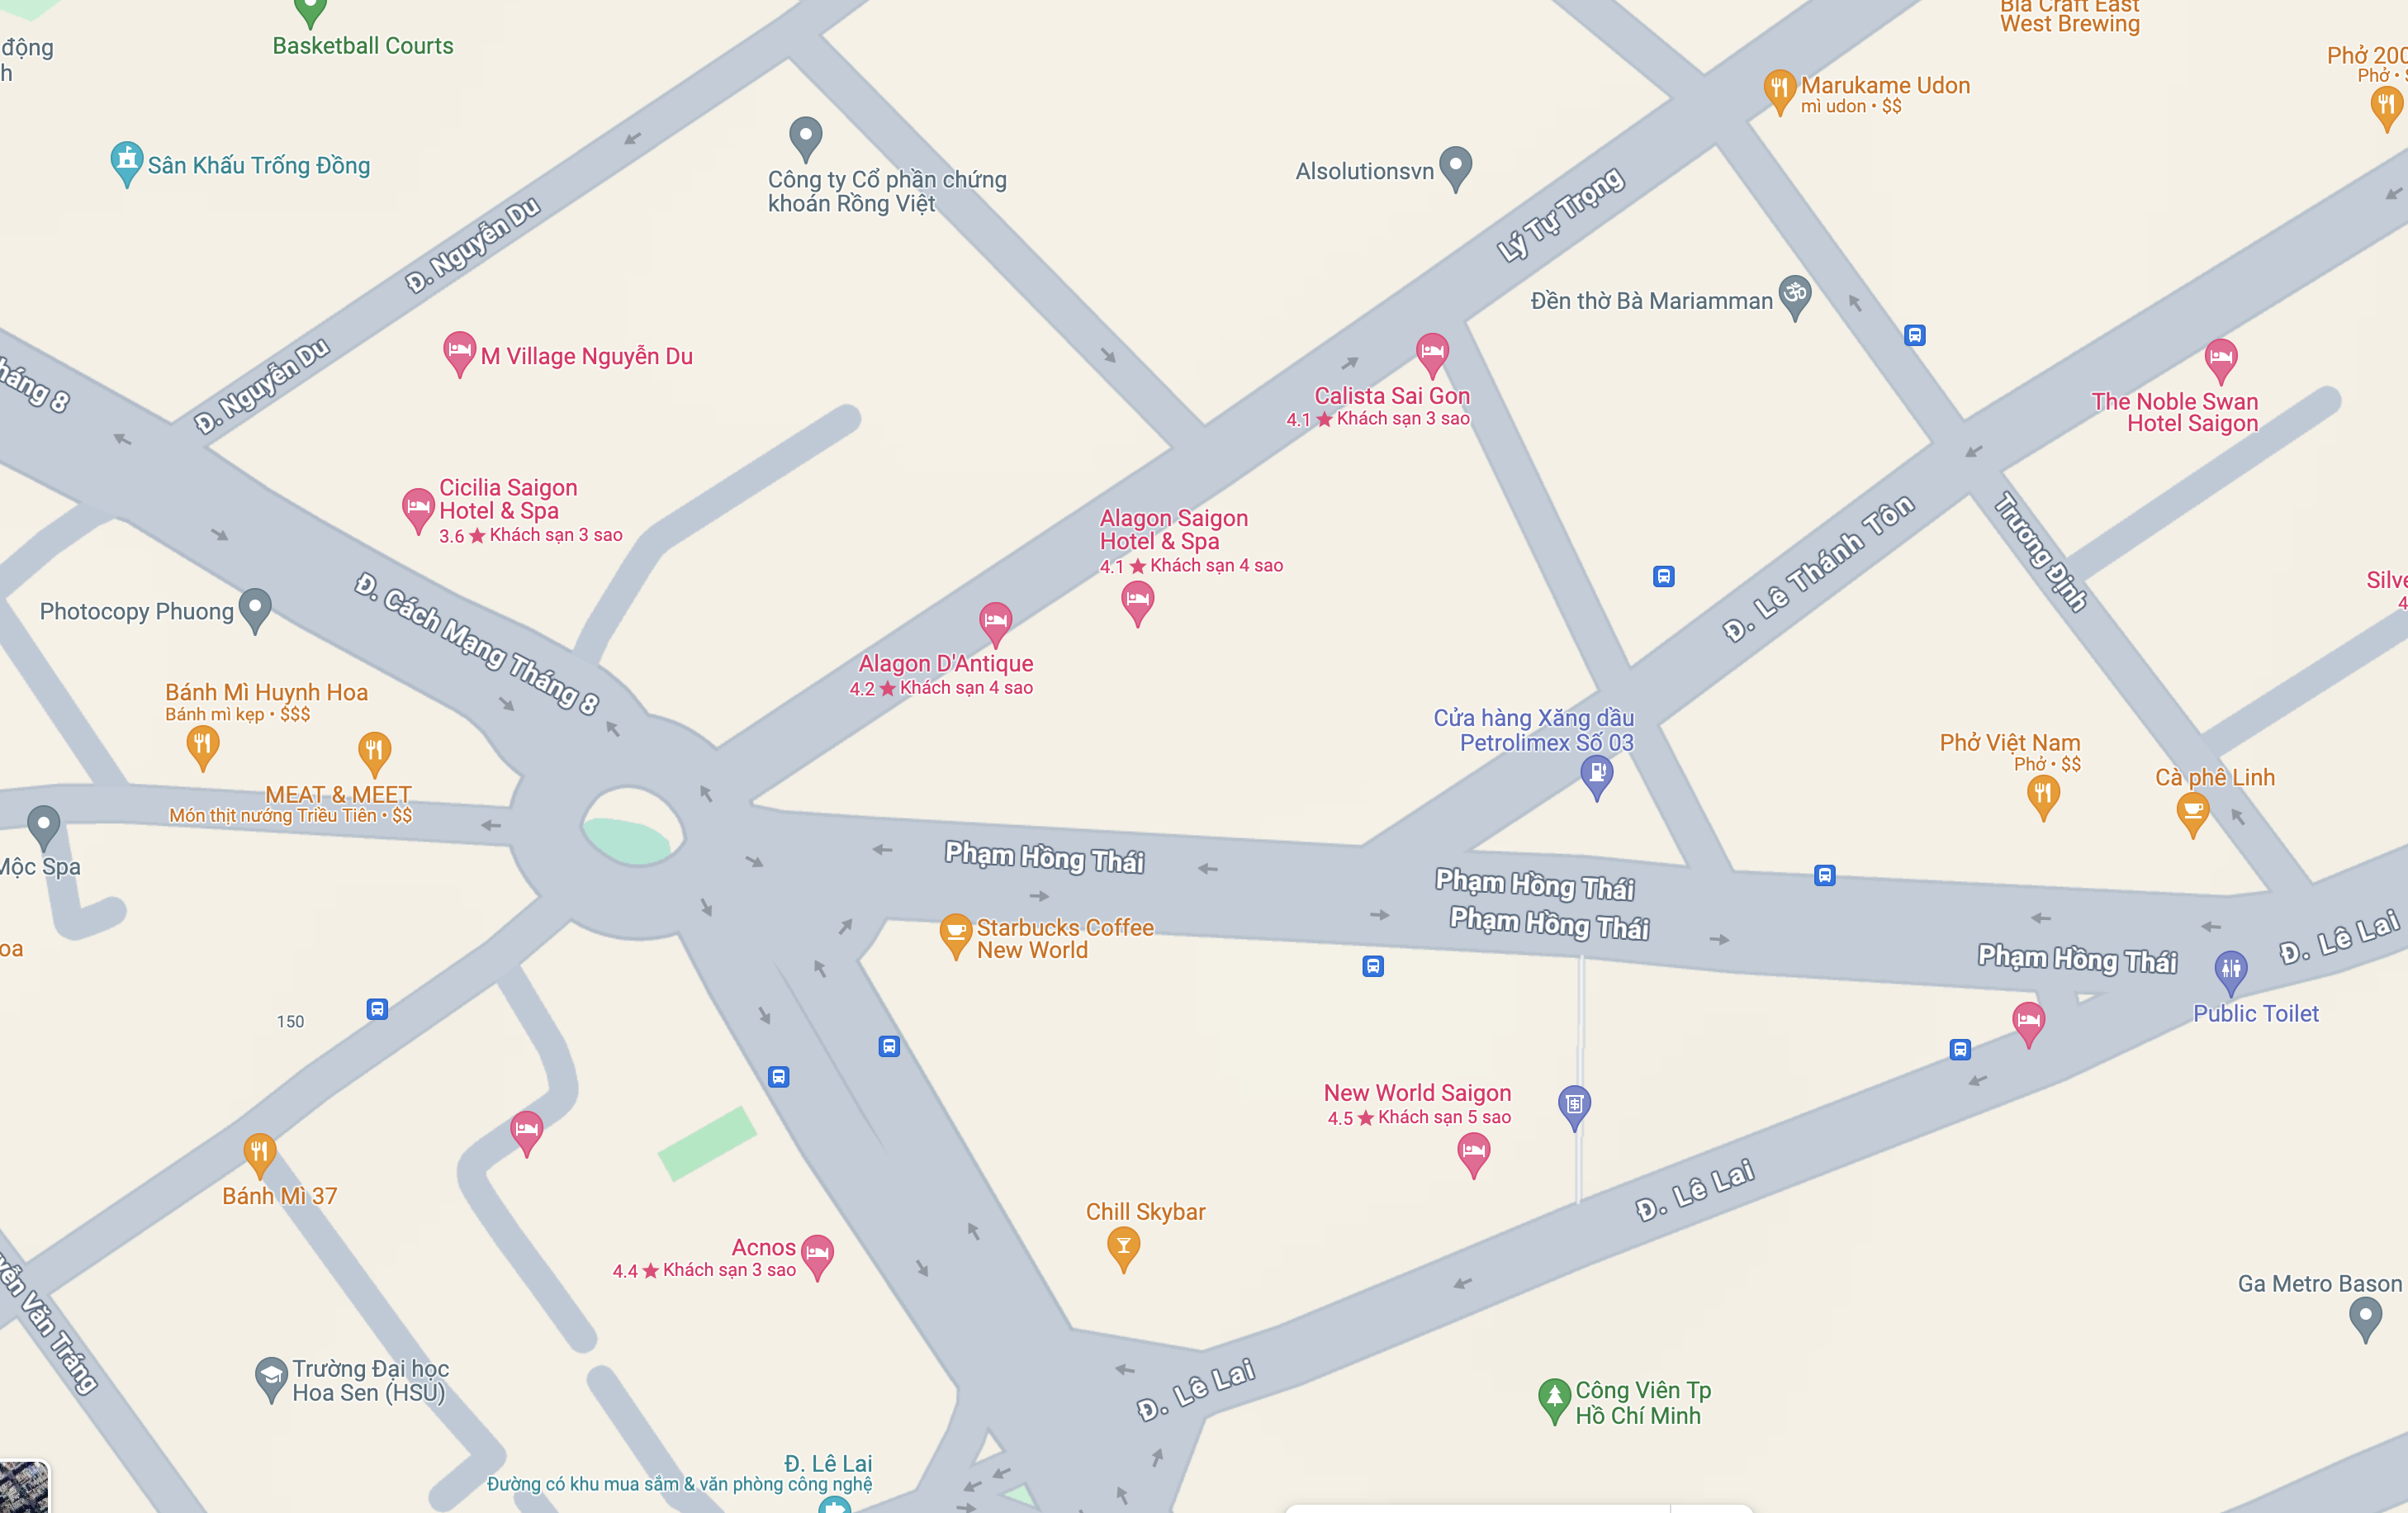 Bia Craft East
West Brewing
động
h
Basketball Courts
Phở 200
Phở •
Marukame Udon
mì udon • $$
Sân Khấu Trống Đồng
Công ty Cổ phần chứng
khoán Rồng Việt
Alsolutionsvn
Lý Tự Trọng
Đ. Nguyễn Du
Đền thờ Bà Mariamman
M Village Nguyễn Du
Đ. Nguyễn Du
háng 8
Calista Sai Gon
4.1 ★ Khách sạn 3 sao
The Noble Swan
Hotel Saigon
Cicilia Saigon
Hotel & Spa
3.6 ★ Khách sạn 3 sao
Alagon Saigon
Hotel & Spa
4.1 ★ Khách sạn 4 sao
Đ. Lê Thánh Tôn
Trương Định
Silve
4
Photocopy Phuong
Đ. Cách Mạng Tháng 8
Alagon D'Antique
4.2 ★ Khách sạn 4 sao
Bánh Mì Huynh Hoa
Bánh mì kẹp • $$$
Cửa hàng Xăng dầu
Petrolimex Số 03
Phở Việt Nam
Phở • $$
Cà phê Linh
MEAT & MEET
Món thịt nướng Triều Tiên • $$
Mộc Spa
Phạm Hồng Thái
Phạm Hồng Thái
Phạm Hồng Thái
Starbucks Coffee
New World
Phạm Hồng Thái
Đ. Lê Lai
oa
Public Toilet
150
New World Saigon
4.5 ★ Khách sạn 5 sao
Bánh Mì 37
Đ. Lê Lai
Chill Skybar
Acnos
4.4 ★ Khách sạn 3 sao
yễn Văn Tráng
Ga Metro Bason
Trường Đại học
Hoa Sen (HSU)
Đ. Lê Lai
Công Viên Tp
Hồ Chí Minh
Đ. Lê Lai
Đường có khu mua sắm & văn phòng công nghệ